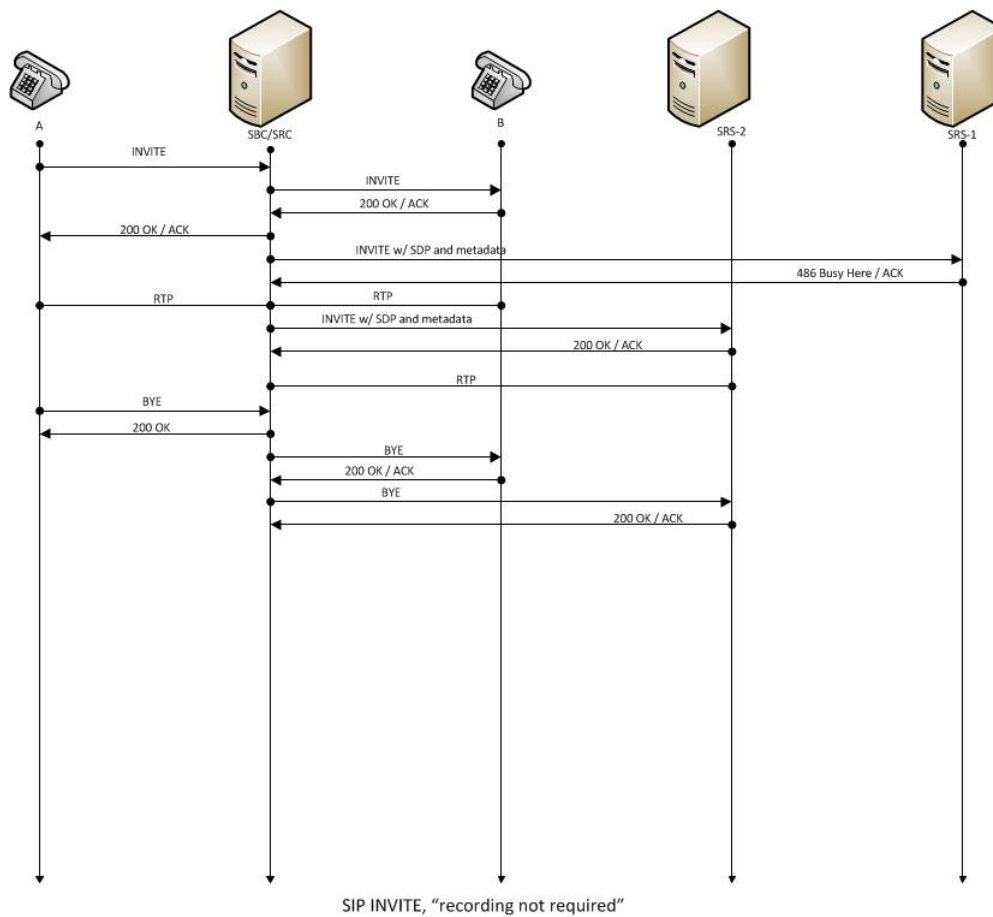 A
SBC/SRC
B
SRS-2
SRS-1
INVITE
INVITE
200 OK / ACK
200 OK / ACK
INVITE w/ SDP and metadata
486 Busy Here / ACK
RTP
RTP
INVITE w/ SDP and metadata
200 OK / ACK
RTP
BYE
200 OK
BYE
200 OK / ACK
BYE
200 OK / ACK
SIP INVITE, “recording not required”